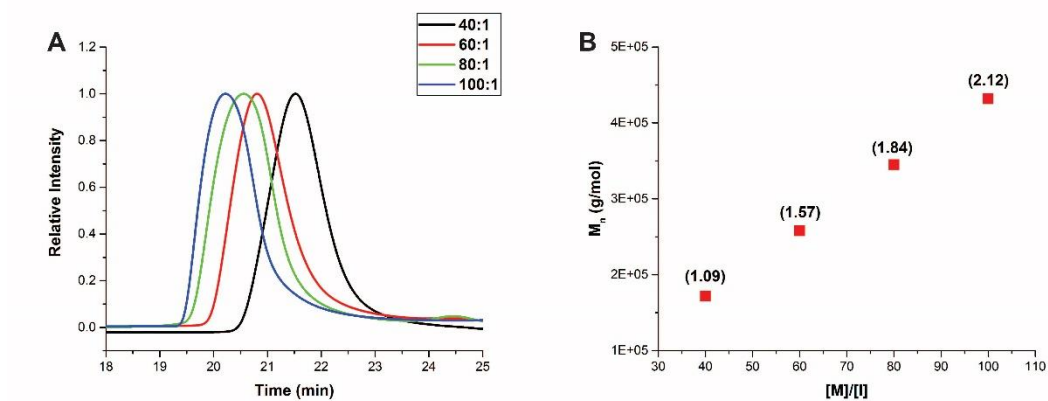 A
40:1
60:1
80:1
100:1
Relative Intensity
1.2
1.0
0.8
0.6
0.4
0.2
0.0
18 19 20 21 22 23 24 25
Time (min)
B
Mₙ (g/mol)
5E+05
4E+05
3E+05
2E+05
1E+05
(2.12)
(1.84)
(1.57)
(1.09)
30 40 50 60 70 80 90 100 110
[M]/[I]